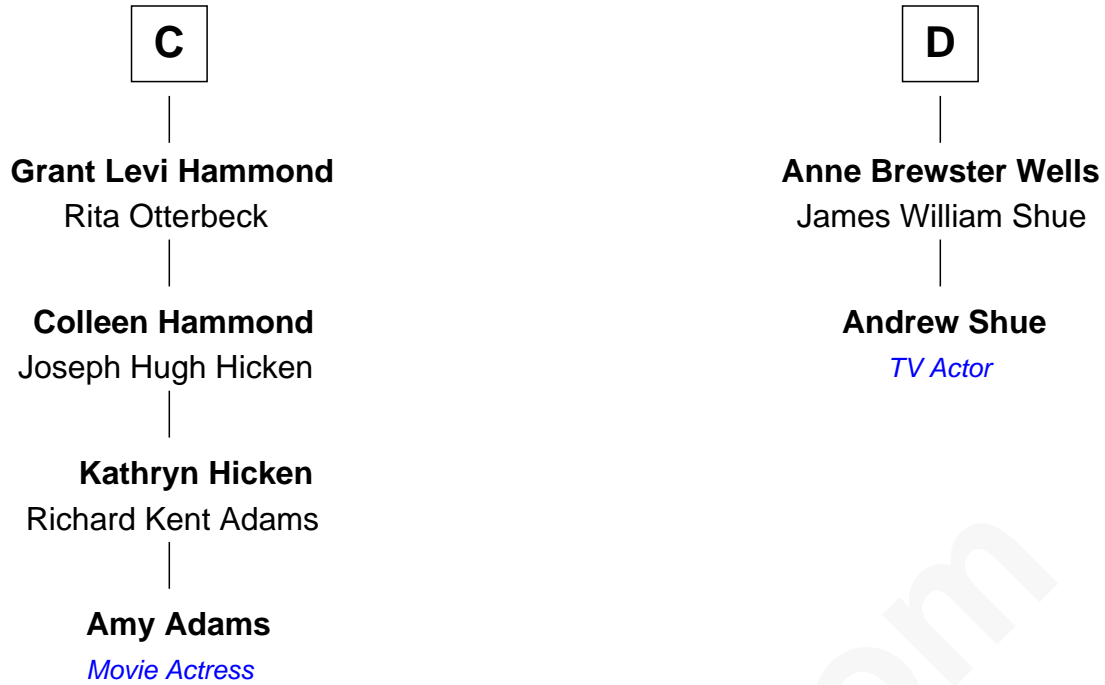 C
Grant Levi Hammond
Rita Otterbeck
Colleen Hammond
Joseph Hugh Hicken
Kathryn Hicken
Richard Kent Adams
Amy Adams
Movie Actress
D
Anne Brewster Wells
James William Shue
Andrew Shue
TV Actor
om